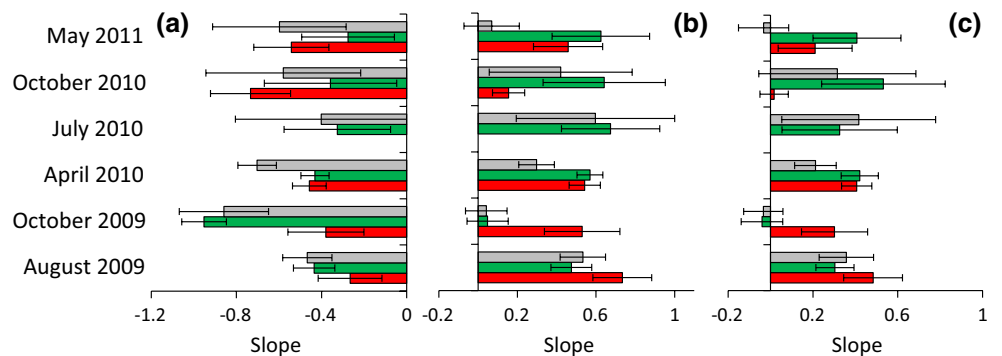 (a) (b) (c)
May 2011
October 2010
July 2010
April 2010
October 2009
August 2009
-1.2 -0.8 -0.4 0 -0.2 0.2 0.6 1 -0.2 0.2 0.6 1
Slope Slope Slope